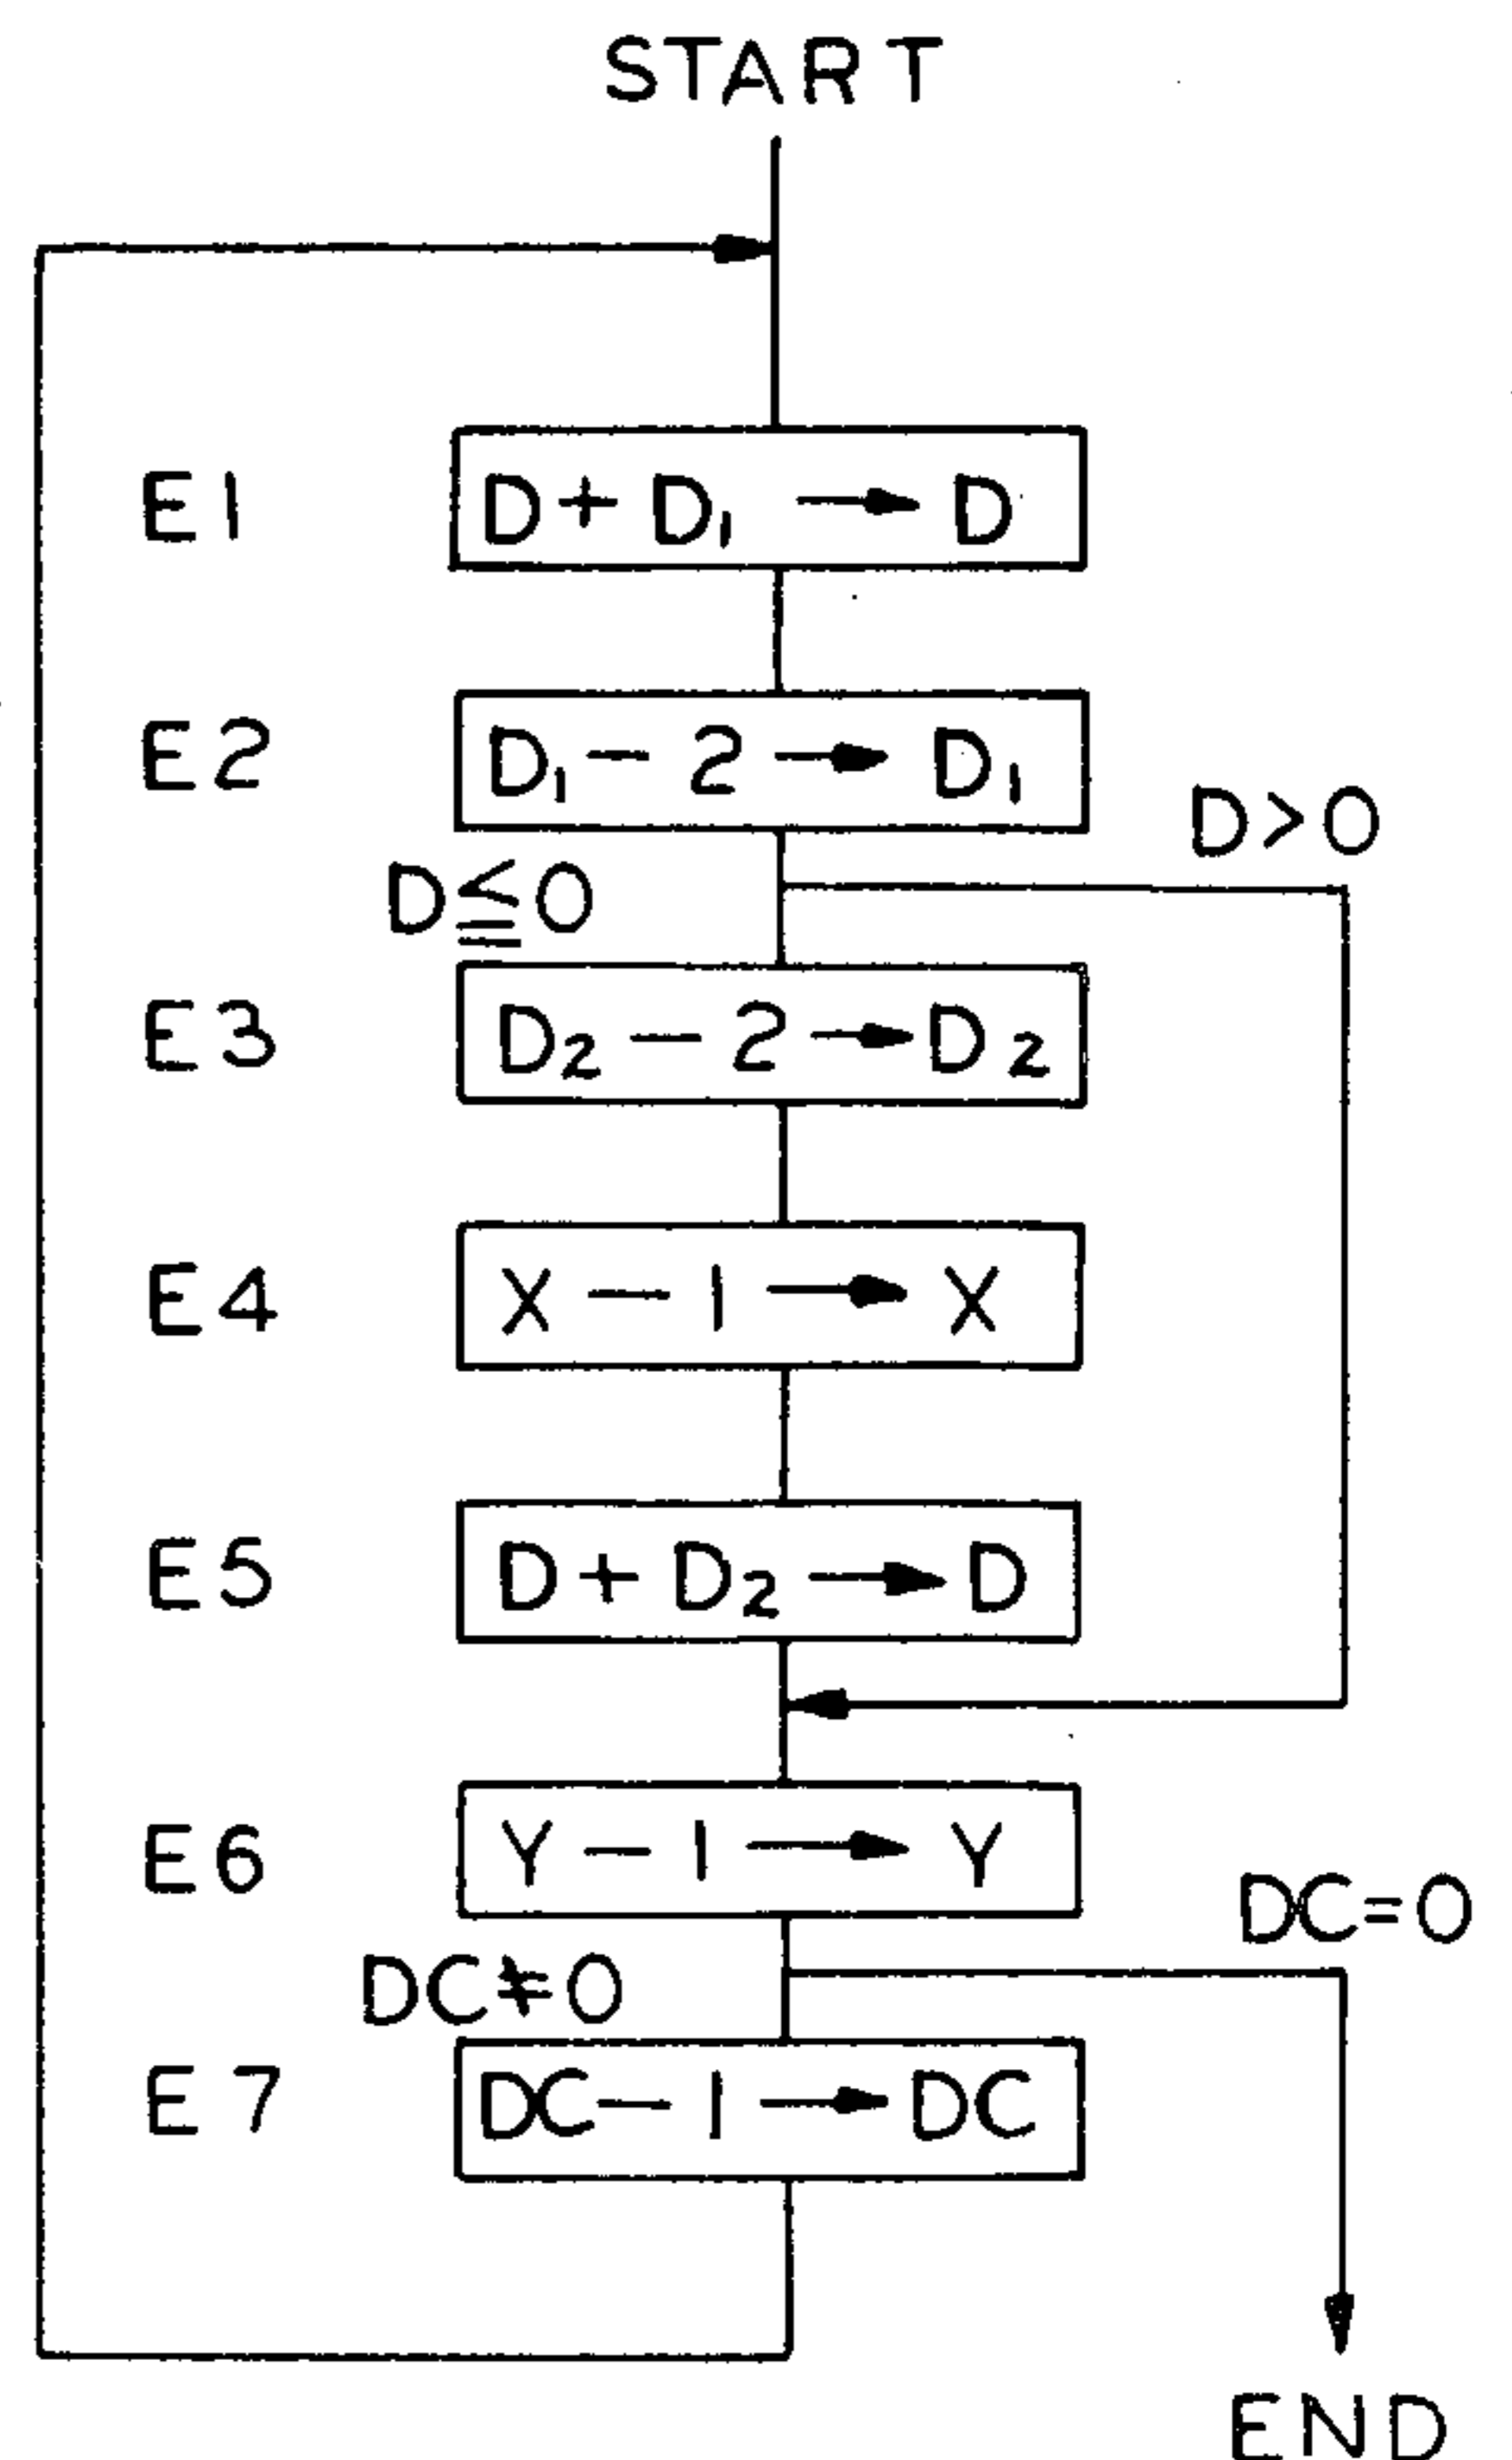 START
E1 D+D₁→D
E2 D₁-2→D₁
D>0
D≦0
E3 D₂-2→D₂
E4 X-1→X
E5 D+D₂→D
E6 Y-1→Y
DC=0
DC≠0
E7 DC-1→DC
END